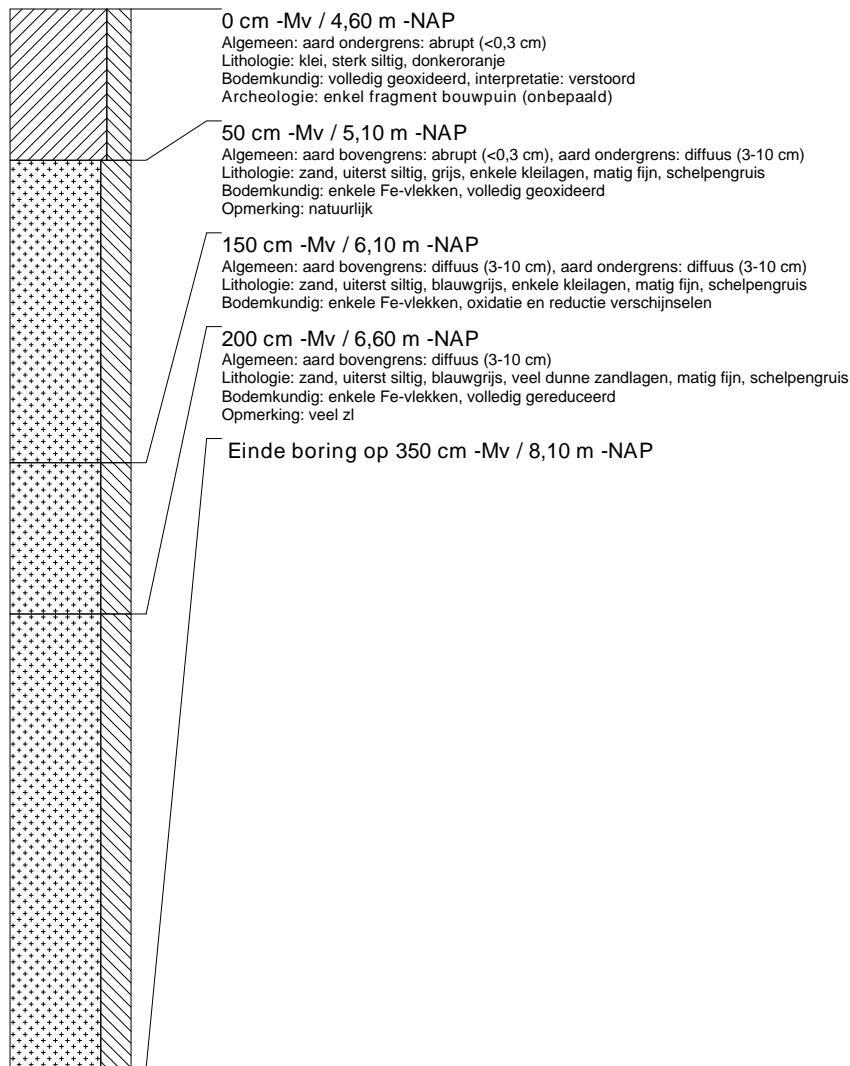 0 cm -Mv / 4,60 m -NAP
Algemeen: aard ondergrens: abrupt (<0,3 cm)
Lithologie: klei, sterk siltig, donkeroranje
Bodemkundig: volledig geoxideerd, interpretatie: verstoord
Archeologie: enkel fragment bouwpuin (onbepaald)
50 cm -Mv / 5,10 m -NAP
Algemeen: aard bovengrens: abrupt (<0,3 cm), aard ondergrens: diffuus (3-10 cm)
Lithologie: zand, uiterst siltig, grijs, enkele kleilagen, matig fijn, schelpengruis
Bodemkundig: enkele Fe-vlekken, volledig geoxideerd
Opmerking: natuurlijk
150 cm -Mv / 6,10 m -NAP
Algemeen: aard bovengrens: diffuus (3-10 cm), aard ondergrens: diffuus (3-10 cm)
Lithologie: zand, uiterst siltig, blauwgrijs, enkele kleilagen, matig fijn, schelpengruis
Bodemkundig: enkele Fe-vlekken, oxidatie en reductie verschijnselen
200 cm -Mv / 6,60 m -NAP
Algemeen: aard bovengrens: diffuus (3-10 cm)
Lithologie: zand, uiterst siltig, blauwgrijs, veel dunne zandlagen, matig fijn, schelpengruis
Bodemkundig: enkele Fe-vlekken, volledig gereduceerd
Opmerking: veel zl
Einde boring op 350 cm -Mv / 8,10 m -NAP